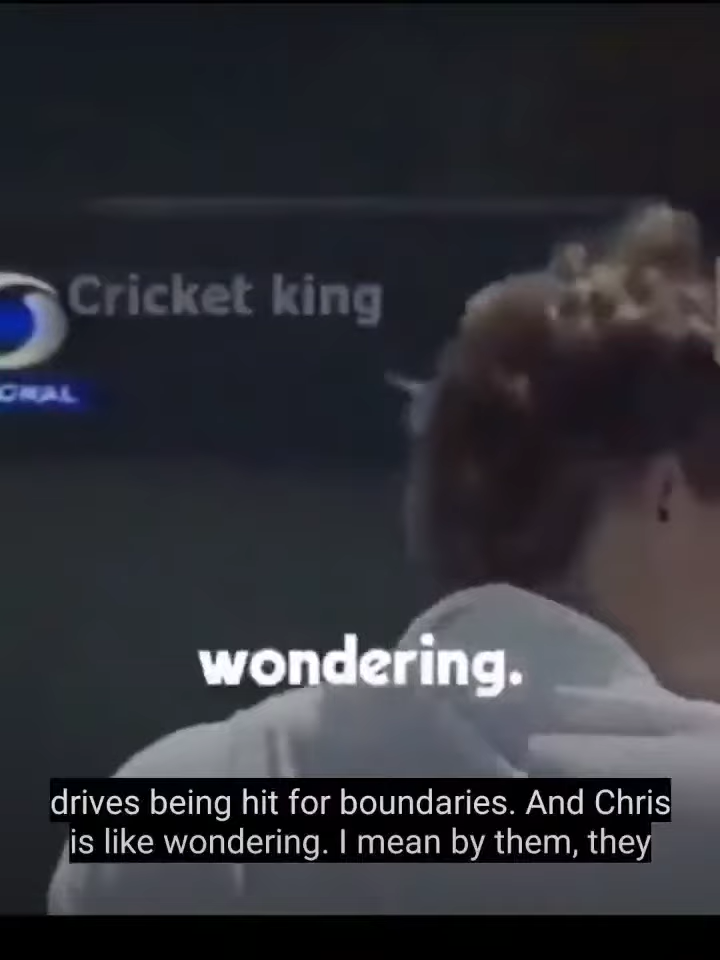 Cricket king
wondering.
drives being hit for boundaries. And Chris
is like wondering. I mean by them, they